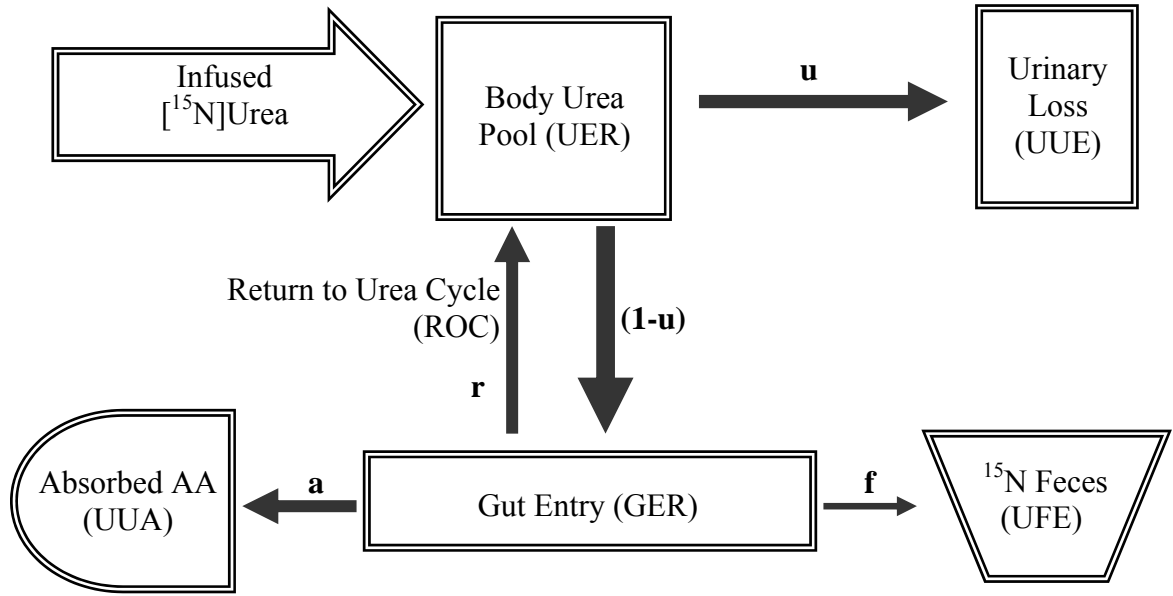 Infused
[¹⁵N]Urea
Body Urea
Pool (UER)
u
Urinary
Loss
(UUE)
Return to Urea Cycle
(ROC)
r
(1-u)
Absorbed AA
(UUA)
a
Gut Entry (GER)
f
¹⁵N Feces
(UFE)